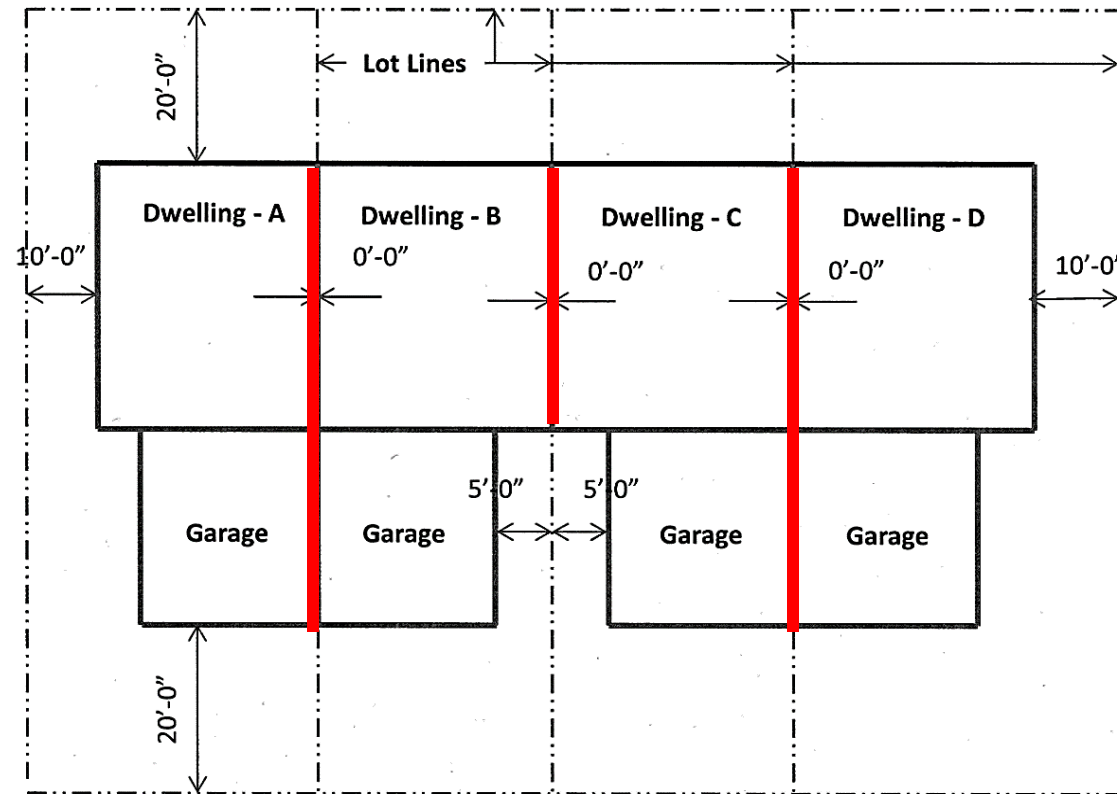 20’-0”
Lot Lines
Dwelling - A
Dwelling - B
Dwelling - C
Dwelling - D
10’-0”
0’-0”
0’-0”
0’-0”
10’-0”
5’-0”
5’-0”
Garage
Garage
Garage
Garage
20’-0”